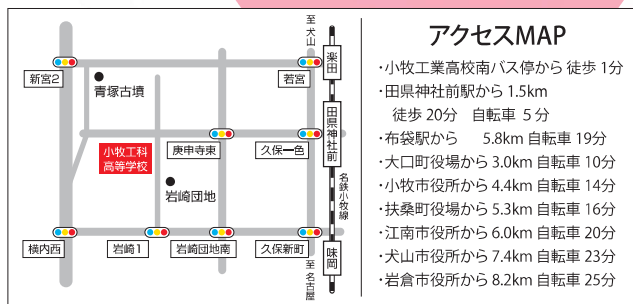 至犬山
楽田
新宮2
青塚古墳
若宮
田県神社前
小牧工科
高等学校
庚申寺東
久保一色
岩崎団地
名鉄小牧線
横内西
岩崎1
岩崎団地南
久保新町
味岡
至名古屋
アクセスMAP
・小牧工業高校南バス停から 徒歩 1分
・田県神社前駅から 1.5km
徒歩 20分 自転車 5 分
・布袋駅から 5.8km 自転車 19分
・大口町役場から 3.0km 自転車 10分
・小牧市役所から 4.4km 自転車 14分
・扶桑町役場から 5.3km 自転車 16分
・江南市役所から 6.0km 自転車 20分
・犬山市役所から 7.4km 自転車 23分
・岩倉市役所から 8.2km 自転車 25分